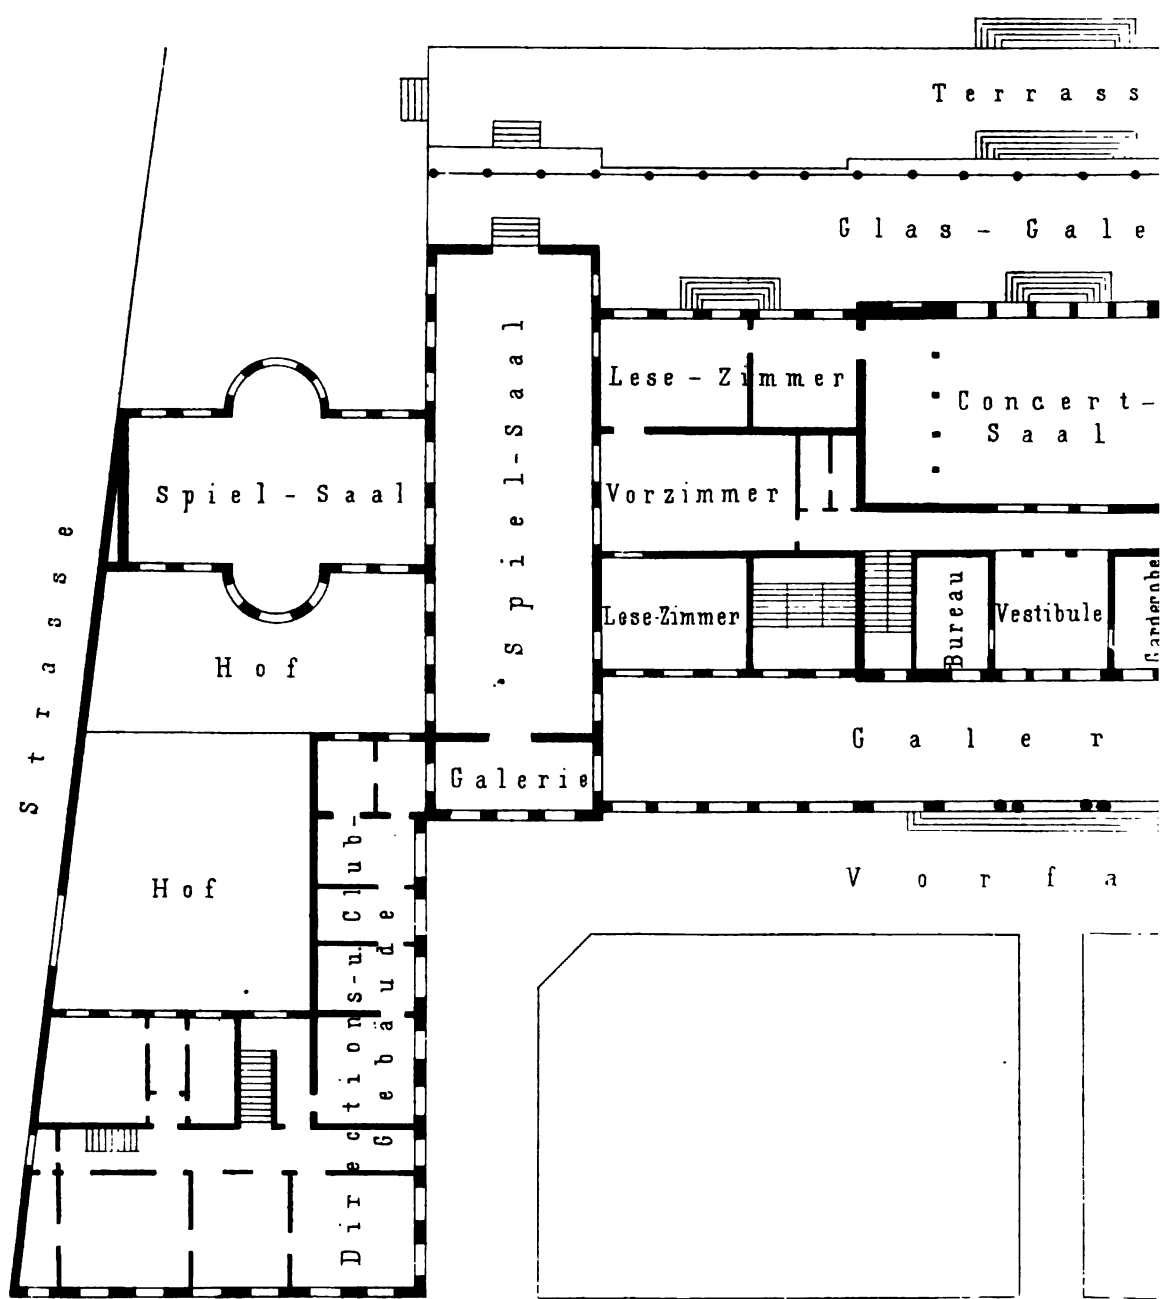 Terrass
Glas-Gale
Spiel-Saal
Lese-Zimmer
Concert-
Saal
Spiel-Saal
Vorzimmer
Strasse
Lese-Zimmer
Bureau
Vestibule
Garderobe
Hof
Galer
Galerie
Vorfa
Hof
Directions-u. Club-
Gebäude